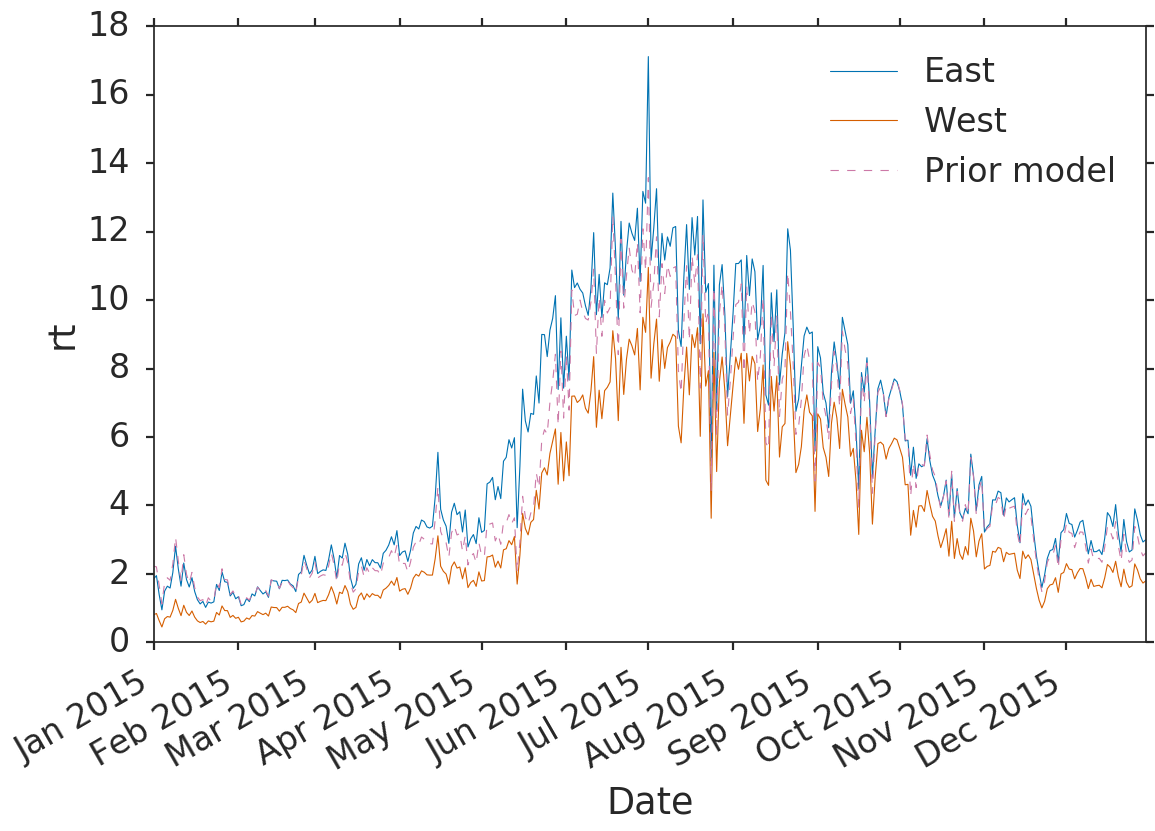 18
16
14
12
10
8
6
4
2
0
rt
East
West
Prior model
Jan 2015
Feb 2015
Mar 2015
Apr 2015
May 2015
Jun 2015
Jul 2015
Aug 2015
Sep 2015
Oct 2015
Nov 2015
Dec 2015
Date